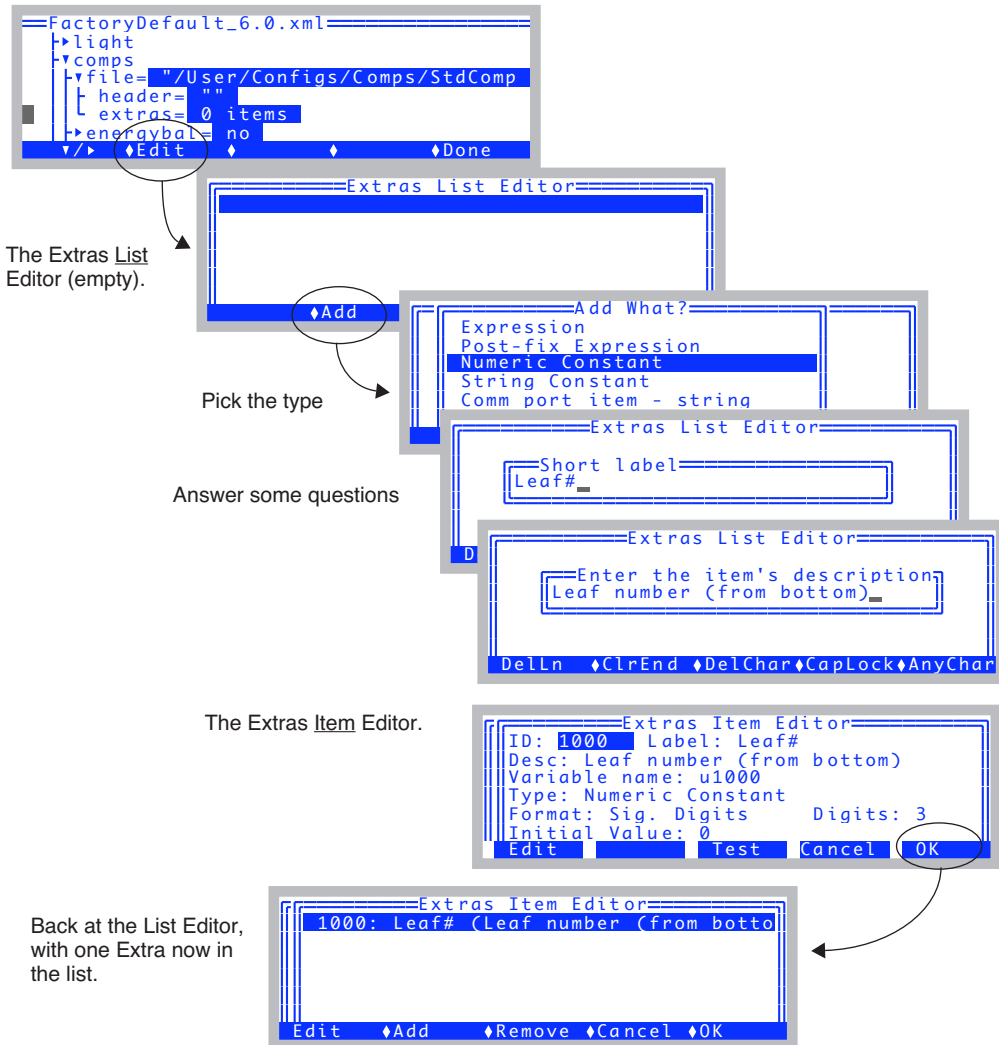 FactoryDefault_6.0.xml
light
comps
file= "/User/Configs/Comps/StdComp
header= ""
extras= 0 items
energybal= no
▼/▶ ♦Edit ♦ ♦ ♦Done
Extras List Editor
The Extras List
Editor (empty).
♦Add
Add What?
Expression
Post-fix Expression
Numeric Constant
String Constant
Comm port item - string
Pick the type
Extras List Editor
Short label
Leaf#
Answer some questions
D
Extras List Editor
Enter the item's description
Leaf number (from bottom)
DelLn ♦ClrEnd ♦DelChar♦CapLock♦AnyChar
The Extras Item Editor.
Extras Item Editor
ID: 1000 Label: Leaf#
Desc: Leaf number (from bottom)
Variable name: u1000
Type: Numeric Constant
Format: Sig. Digits Digits: 3
Initial Value: 0
Edit Test Cancel OK
Back at the List Editor,
with one Extra now in
the list.
Extras Item Editor
1000: Leaf# (Leaf number (from botto
Edit ♦Add ♦Remove ♦Cancel ♦OK